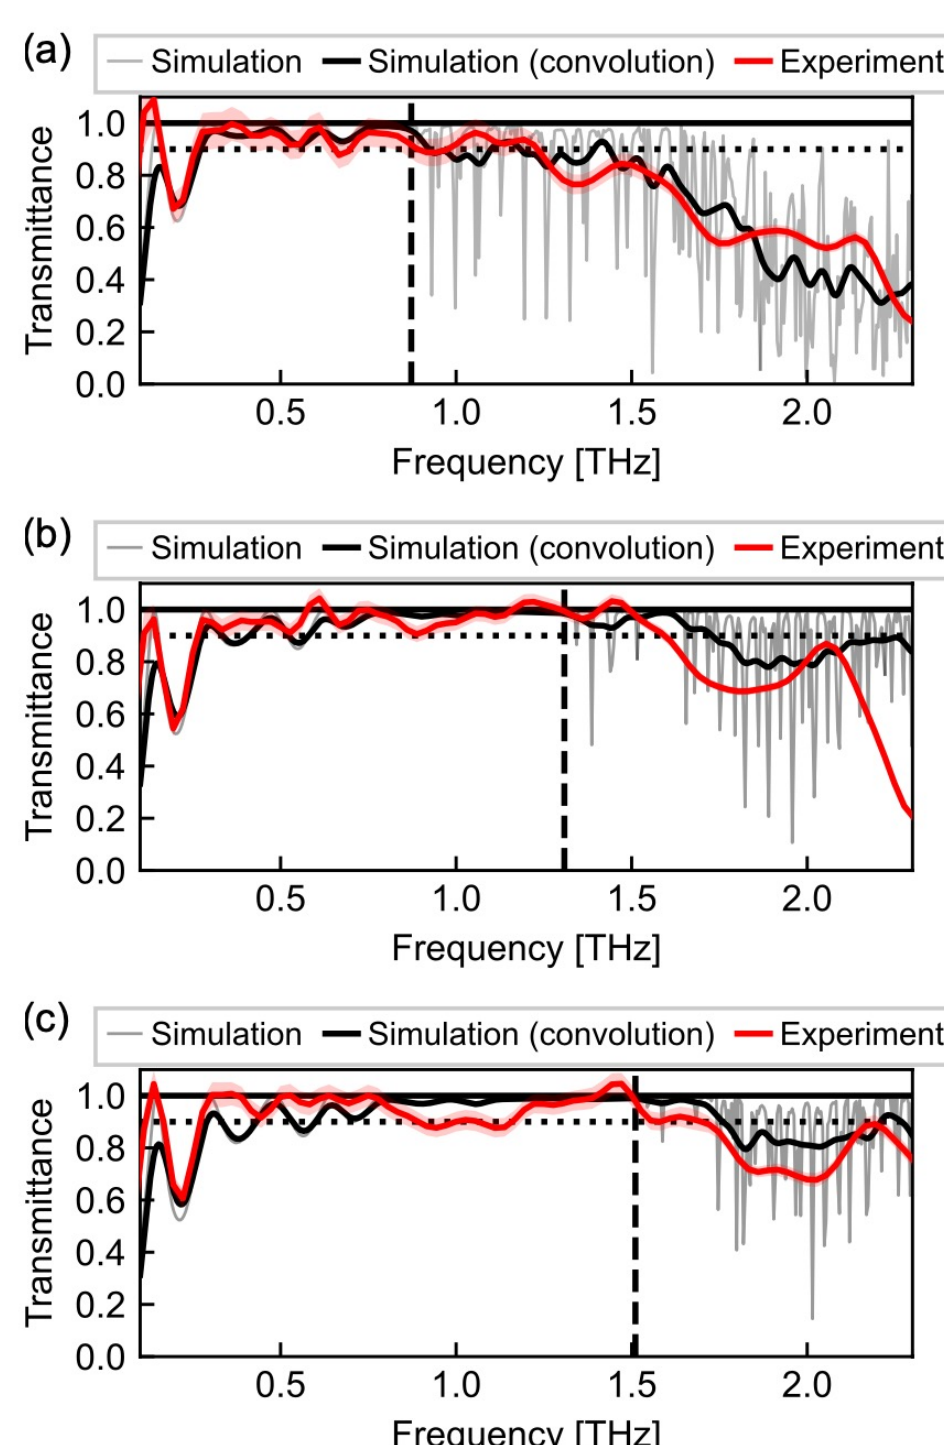 (a) Simulation Simulation (convolution) Experiment
Transmittance
1.0
0.8
0.6
0.4
0.2
0.0
0.5 1.0 1.5 2.0
Frequency [THz]
(b) Simulation Simulation (convolution) Experiment
Transmittance
1.0
0.8
0.6
0.4
0.2
0.0
0.5 1.0 1.5 2.0
Frequency [THz]
(c) Simulation Simulation (convolution) Experiment
Transmittance
1.0
0.8
0.6
0.4
0.2
0.0
0.5 1.0 1.5 2.0
Frequency [THz]